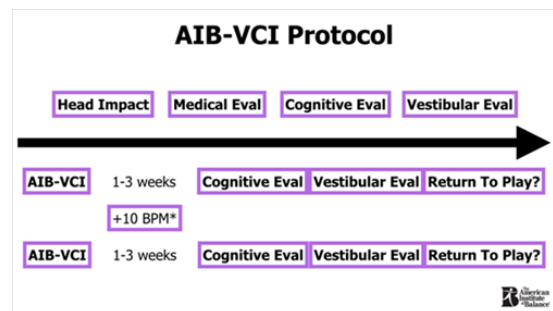 AIB-VCI Protocol
Head Impact Medical Eval Cognitive Eval Vestibular Eval
AIB-VCI 1-3 weeks Cognitive Eval Vestibular Eval Return To Play?
+10 BPM*
AIB-VCI 1-3 weeks Cognitive Eval Vestibular Eval Return To Play?
The
American
Institute
of Balance